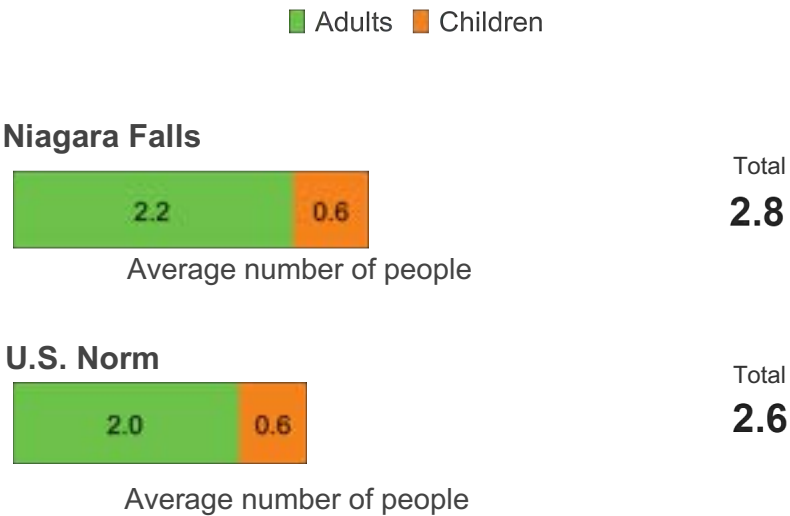 Adults Children
Niagara Falls
Total
2.2 0.6 2.8
Average number of people
U.S. Norm
Total
2.0 0.6 2.6
Average number of people